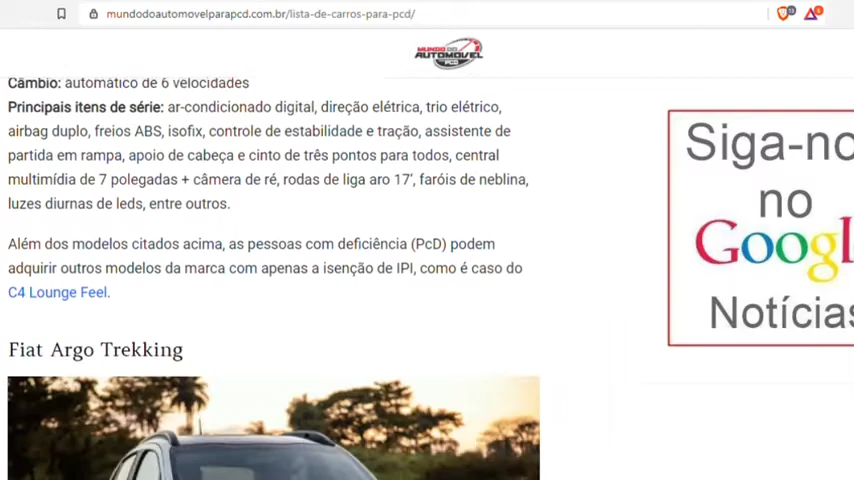 mundodoautomovelparapcd.com.br/lista-de-carros-para-pcd/
MUNDO DO
AUTOMOVEL
PCD
Câmbio: automático de 6 velocidades
Principais itens de série: ar-condicionado digital, direção elétrica, trio elétrico,
airbag duplo, freios ABS, isofix, controle de estabilidade e tração, assistente de
partida em rampa, apoio de cabeça e cinto de três pontos para todos, central
multimídia de 7 polegadas + câmera de ré, rodas de liga aro 17', faróis de neblina,
luzes diurnas de leds, entre outros.
Além dos modelos citados acima, as pessoas com deficiência (PcD) podem
adquirir outros modelos da marca com apenas a isenção de IPI, como é caso do
C4 Lounge Feel.
Fiat Argo Trekking
Siga-no
no
Google
Notícias